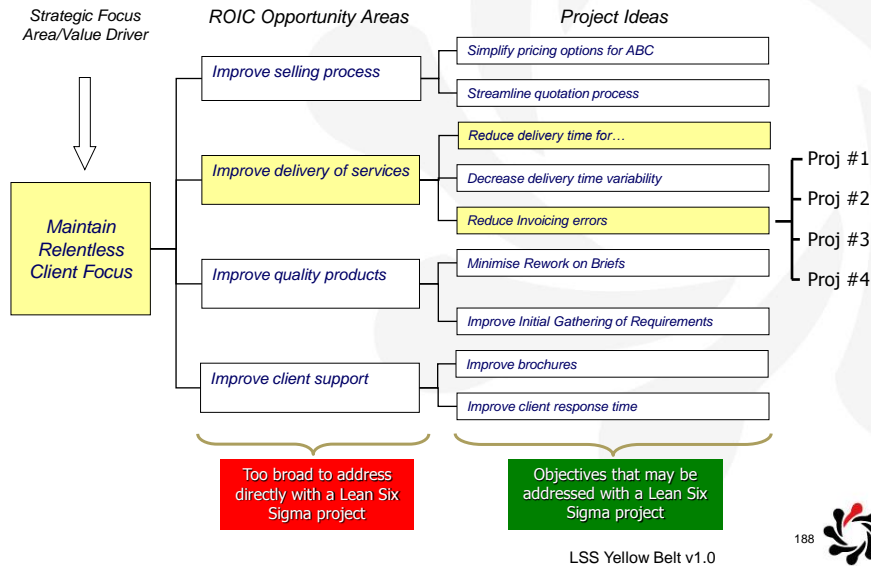 Strategic Focus
Area/Value Driver
ROIC Opportunity Areas
Project Ideas
Maintain
Relentless
Client Focus
Improve selling process
Simplify pricing options for ABC
Streamline quotation process
Improve delivery of services
Reduce delivery time for…
Decrease delivery time variability
Reduce Invoicing errors
Proj #1
Proj #2
Proj #3
Proj #4
Improve quality products
Minimise Rework on Briefs
Improve Initial Gathering of Requirements
Improve client support
Improve brochures
Improve client response time
Too broad to address
directly with a Lean Six
Sigma project
Objectives that may be
addressed with a Lean Six
Sigma project
188
LSS Yellow Belt v1.0